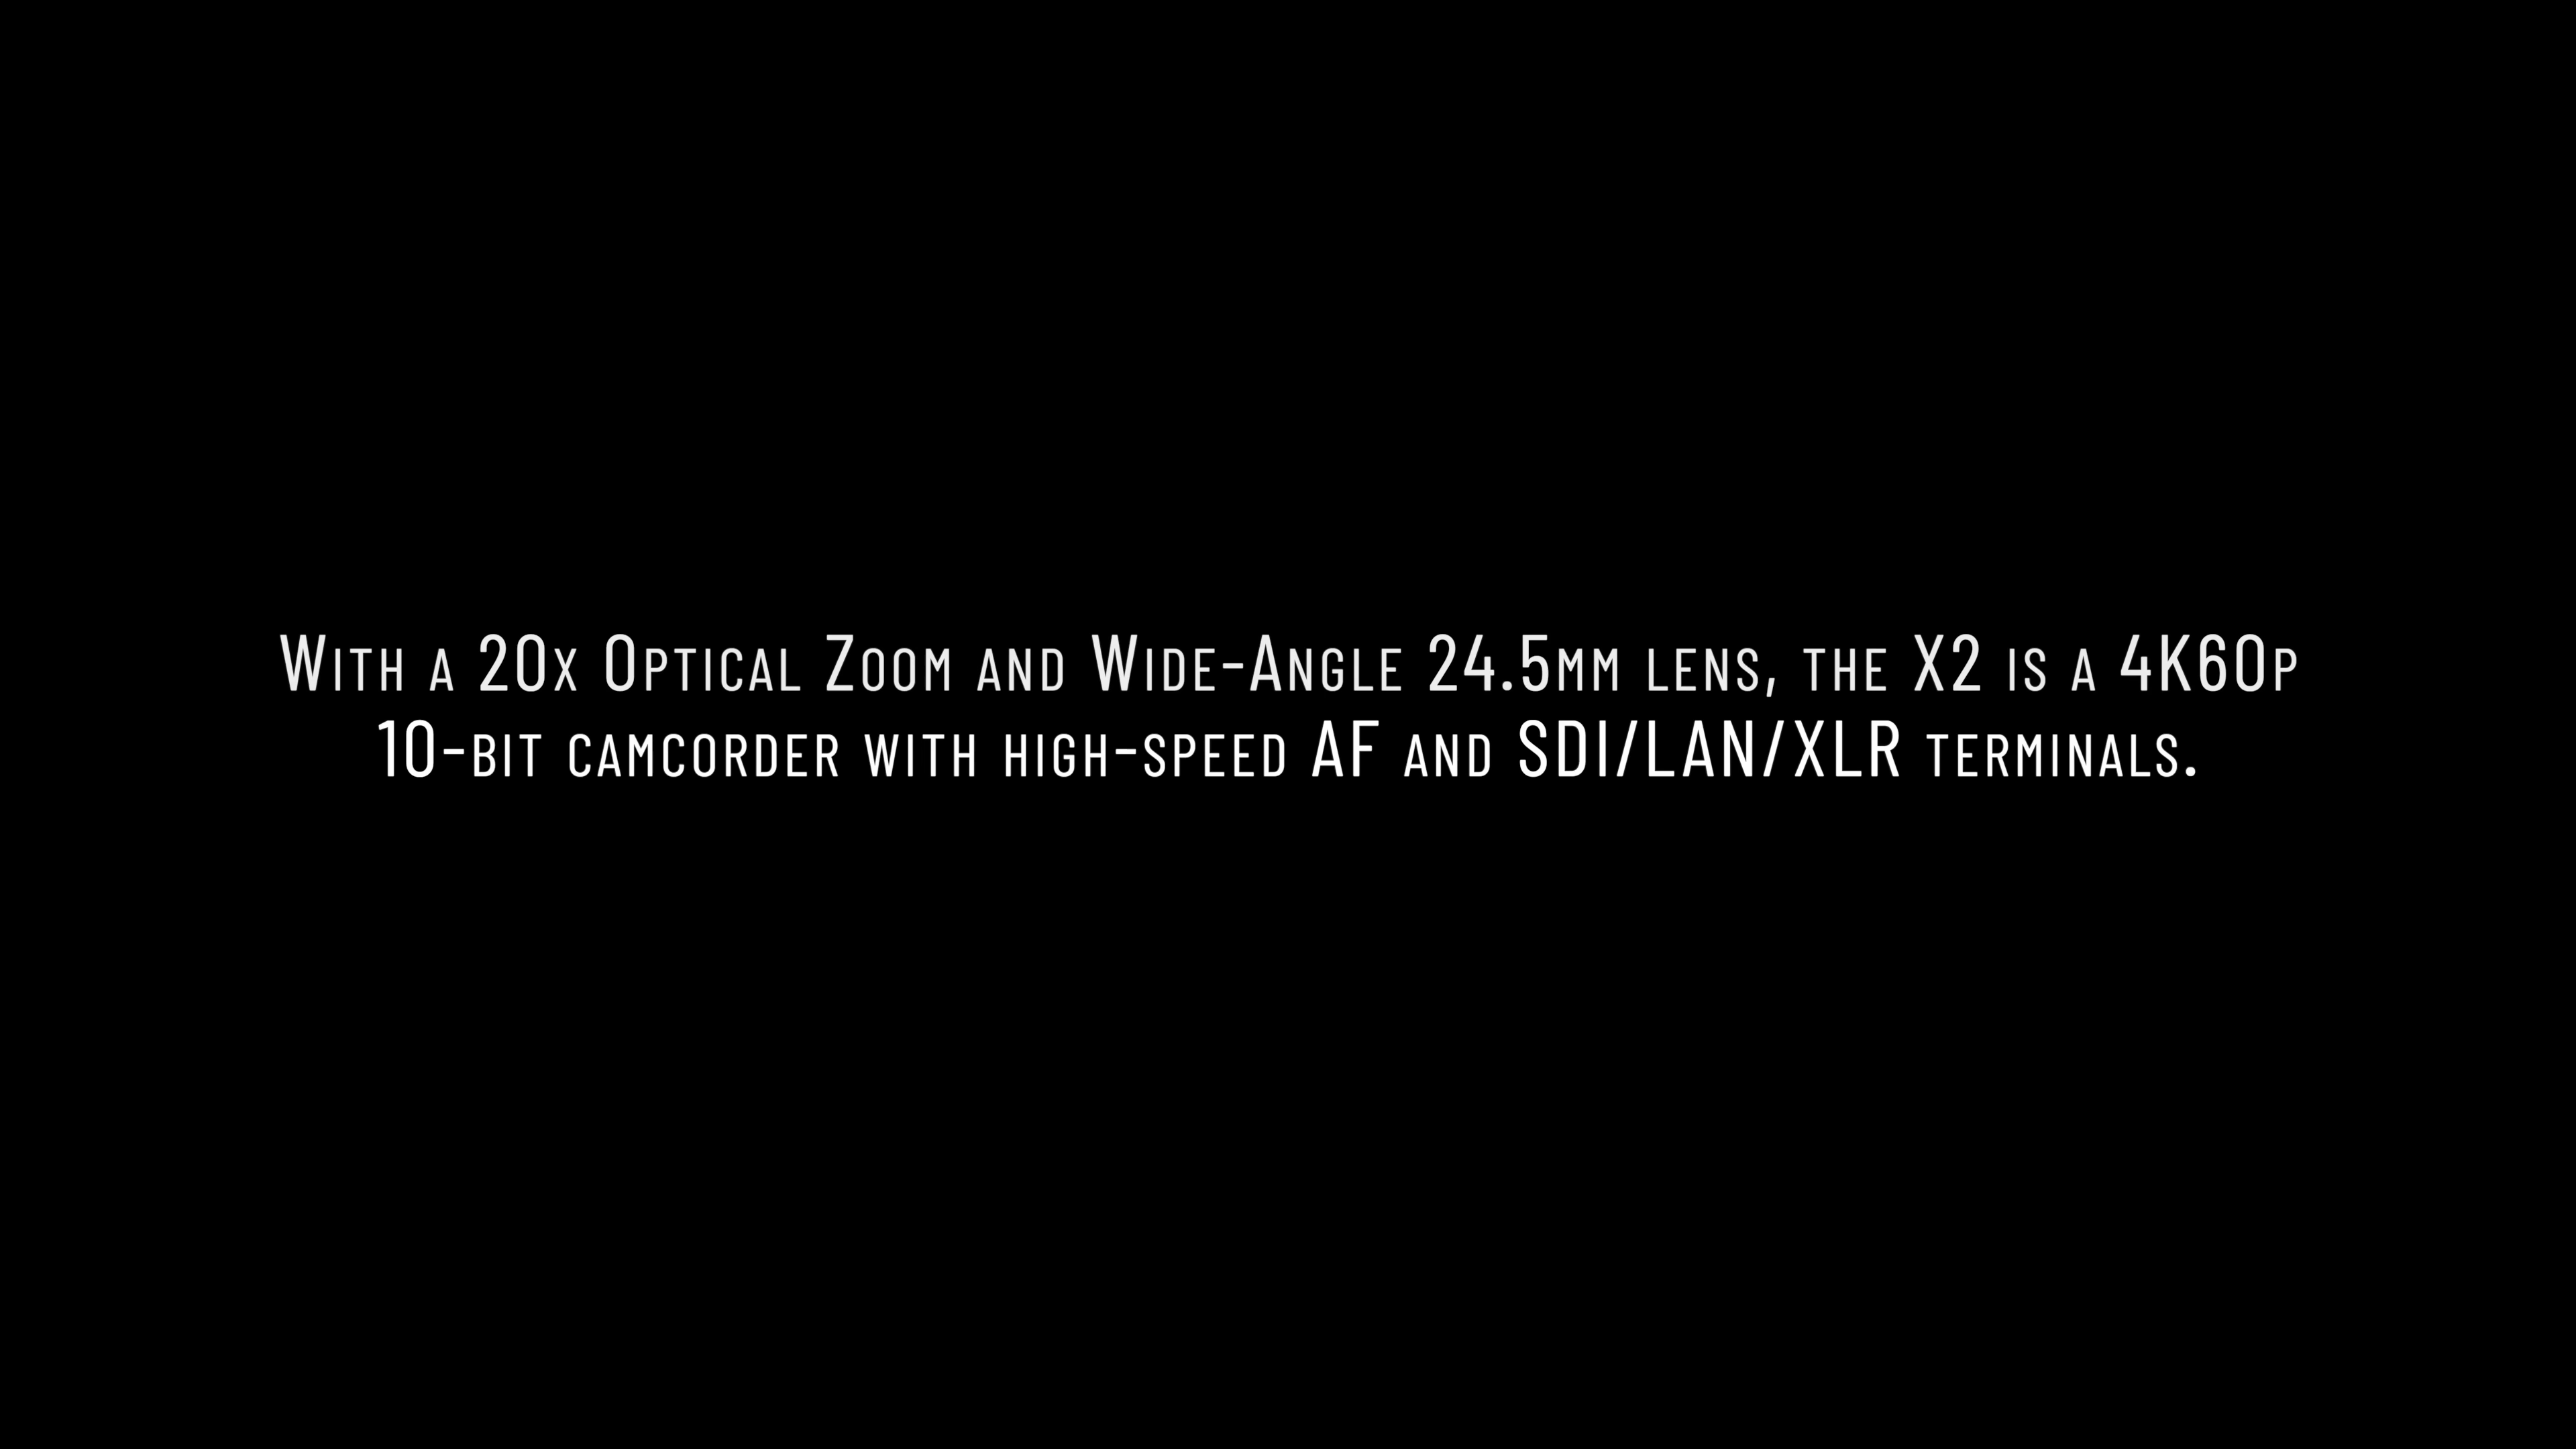 With a 20x Optical Zoom and Wide-Angle 24.5mm lens, the X2 is a 4K60p
10-bit camcorder with high-speed AF and SDI/LAN/XLR terminals.